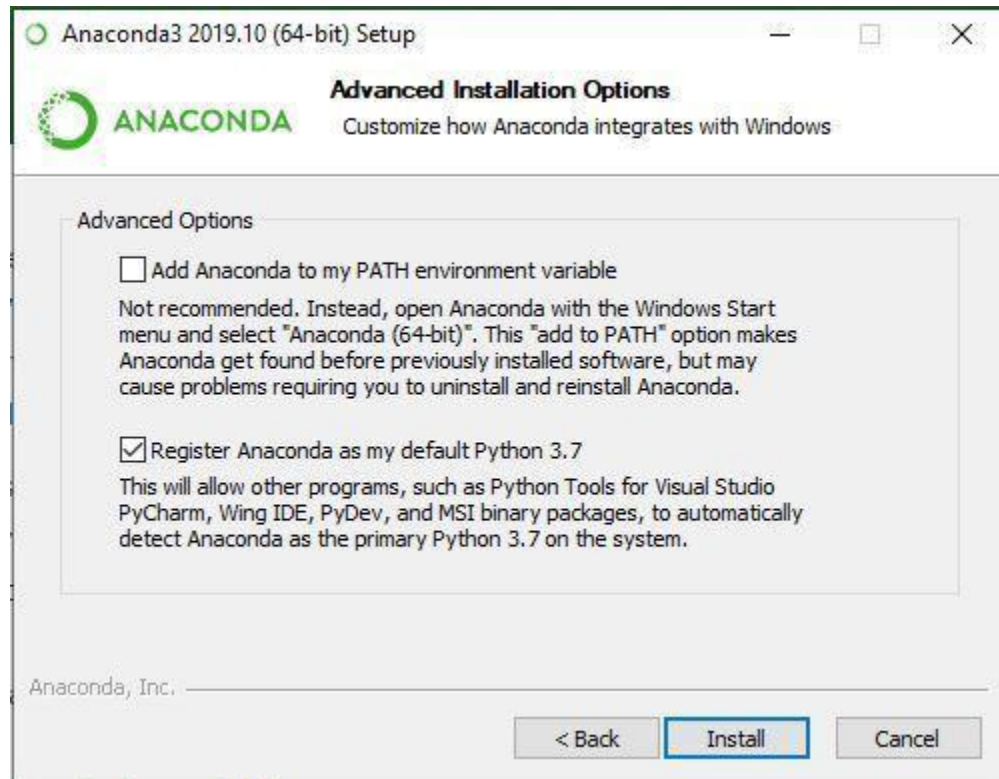 Anaconda3 2019.10 (64-bit) Setup
ANACONDA
Advanced Installation Options
Customize how Anaconda integrates with Windows
Advanced Options
Add Anaconda to my PATH environment variable
Not recommended. Instead, open Anaconda with the Windows Start
menu and select "Anaconda (64-bit)". This "add to PATH" option makes
Anaconda get found before previously installed software, but may
cause problems requiring you to uninstall and reinstall Anaconda.
Register Anaconda as my default Python 3.7
This will allow other programs, such as Python Tools for Visual Studio
PyCharm, Wing IDE, PyDev, and MSI binary packages, to automatically
detect Anaconda as the primary Python 3.7 on the system.
Anaconda, Inc.
< Back Install Cancel